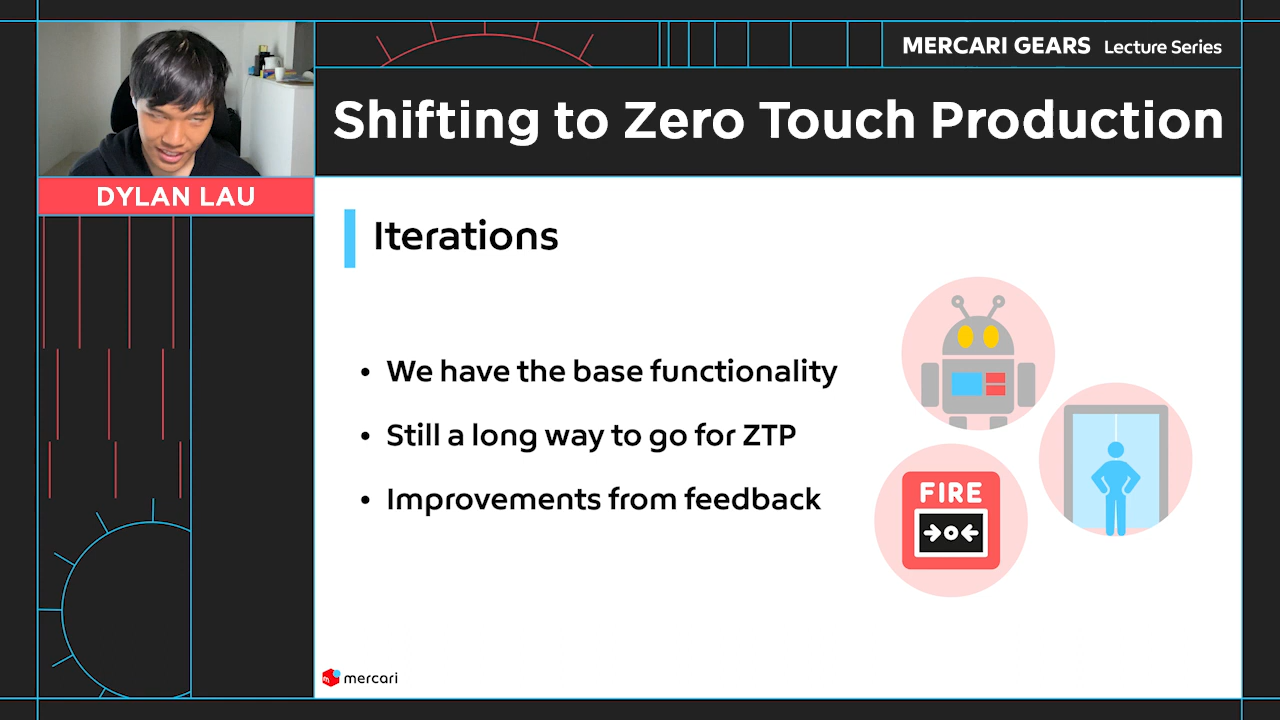 MERCARI GEARS Lecture Series
Shifting to Zero Touch Production
DYLAN LAU
Iterations
• We have the base functionality
• Still a long way to go for ZTP
• Improvements from feedback
FIRE
mercari